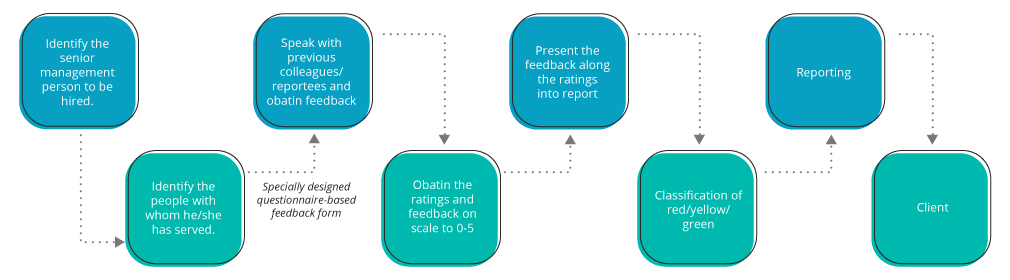 Identify the
senior
management
person to be
hired.
Identify the
people with
whom he/she
has served.
Specially designed
questionnaire-based
feedback form
Speak with
previous
colleagues/
reportees and
obatin feedback
Obatin the
ratings and
feedback on
scale to 0-5
Present the
feedback along
the ratings
into report
Classification of
red/yellow/
green
Reporting
Client